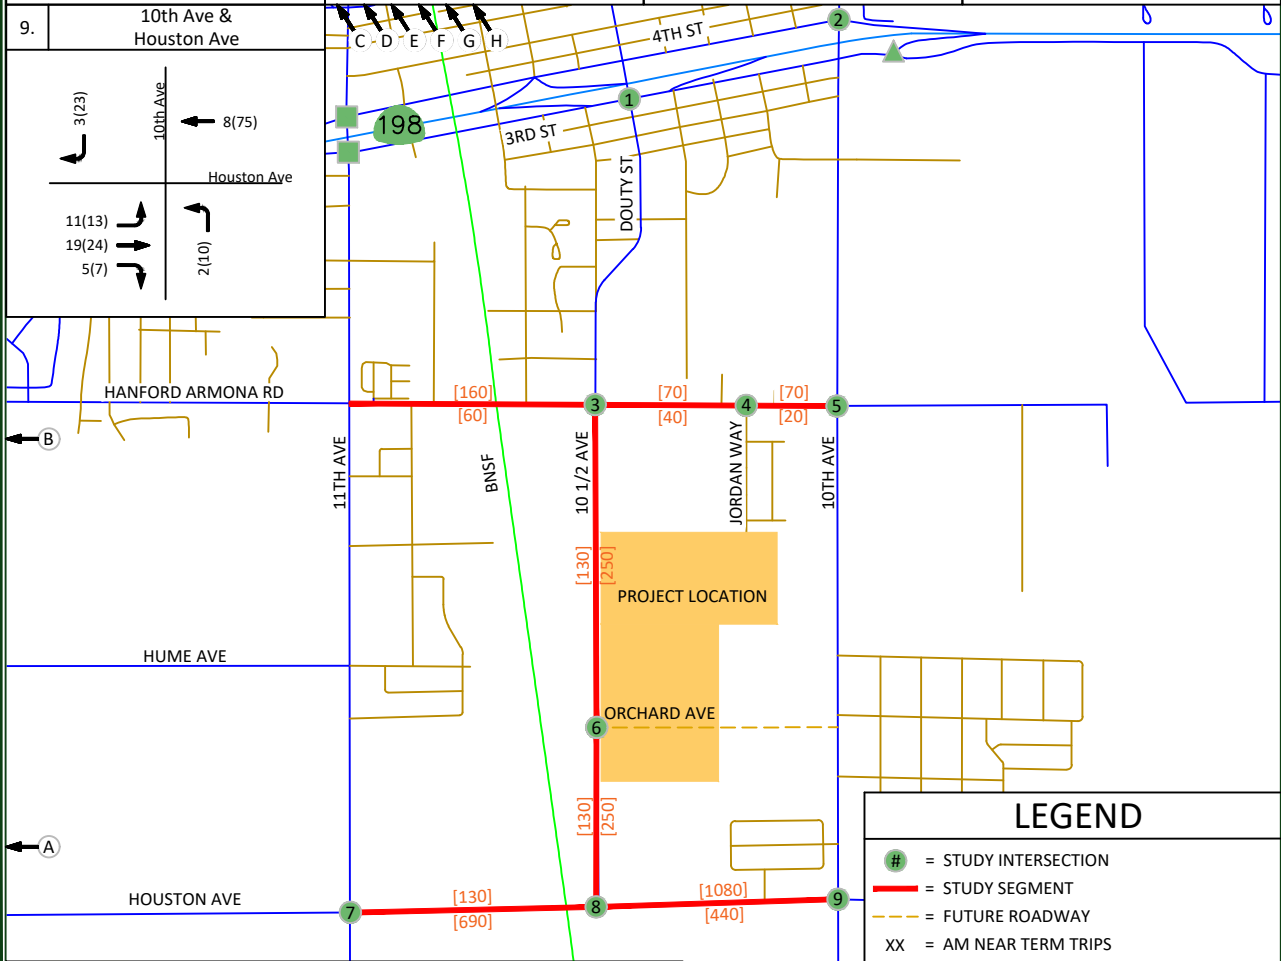 9.
10th Ave &
Houston Ave
3(23)
10th Ave
8(75)
Houston Ave
11(13)
19(24)
5(7)
2(10)
C D E F G H
4TH ST
2
1
198
3RD ST
DOUTY ST
HANFORD ARMONA RD
[160]
[60]
3
[70]
[40]
4
[70]
[20]
5
B
11TH AVE
BNSF
10 1/2 AVE
JORDAN WAY
10TH AVE
[130]
[250]
PROJECT LOCATION
HUME AVE
ORCHARD AVE
6
[130]
[250]
A
HOUSTON AVE
7
[130]
[690]
8
[1080]
[440]
9
LEGEND
# = STUDY INTERSECTION
= STUDY SEGMENT
= FUTURE ROADWAY
XX = AM NEAR TERM TRIPS